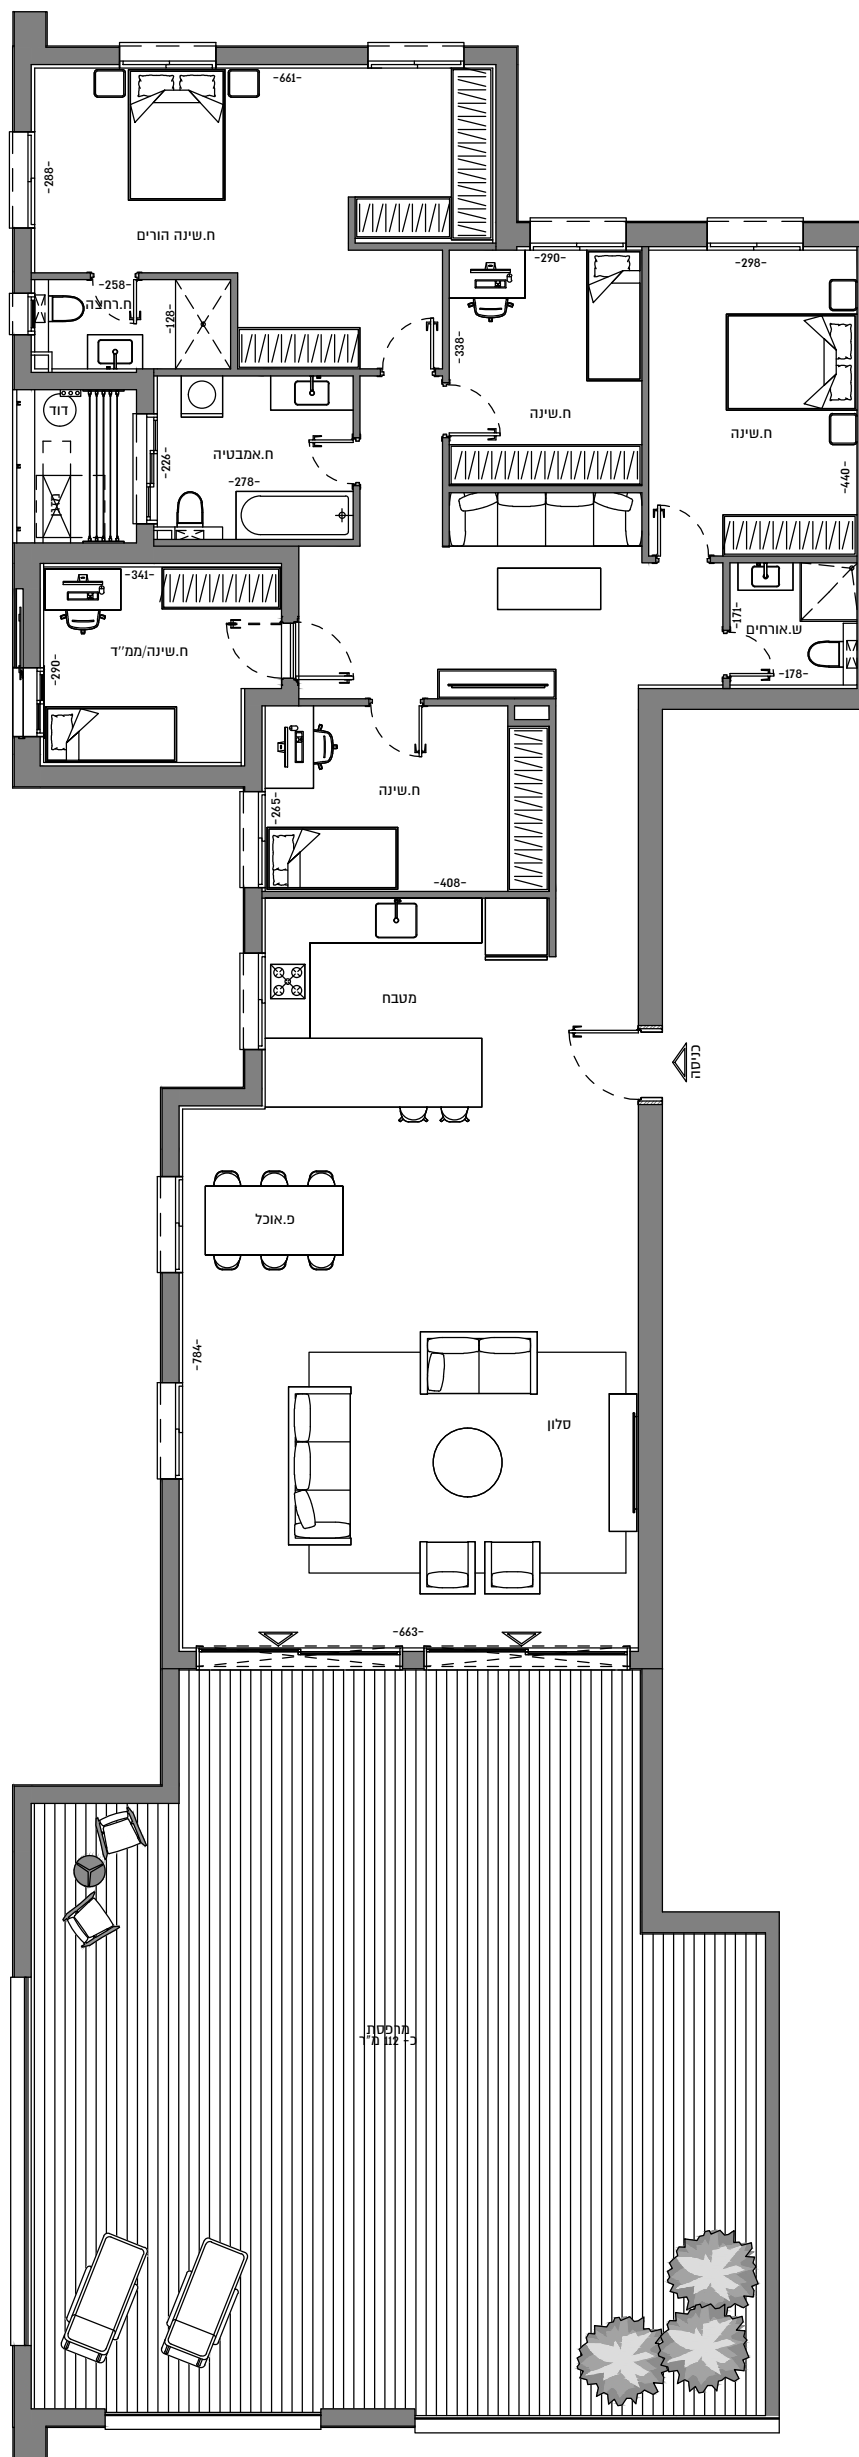 -661-
-288-
ח.שינה הורים
-258-
ח.רחצה
-128-
-290-
-338-
ח.שינה
-298-
ח.שינה
-440-
דוד
מזגן
-226-
ח.אמבטיה
-278-
-341-
ח.שינה/ממ"ד
-290-
-171-
ש.אורחים
-178-
ח.שינה
-265-
-408-
מטבח
כניסה
פ.אוכל
-784-
סלון
-663-
מרפסת
כ- 112 מ"ר